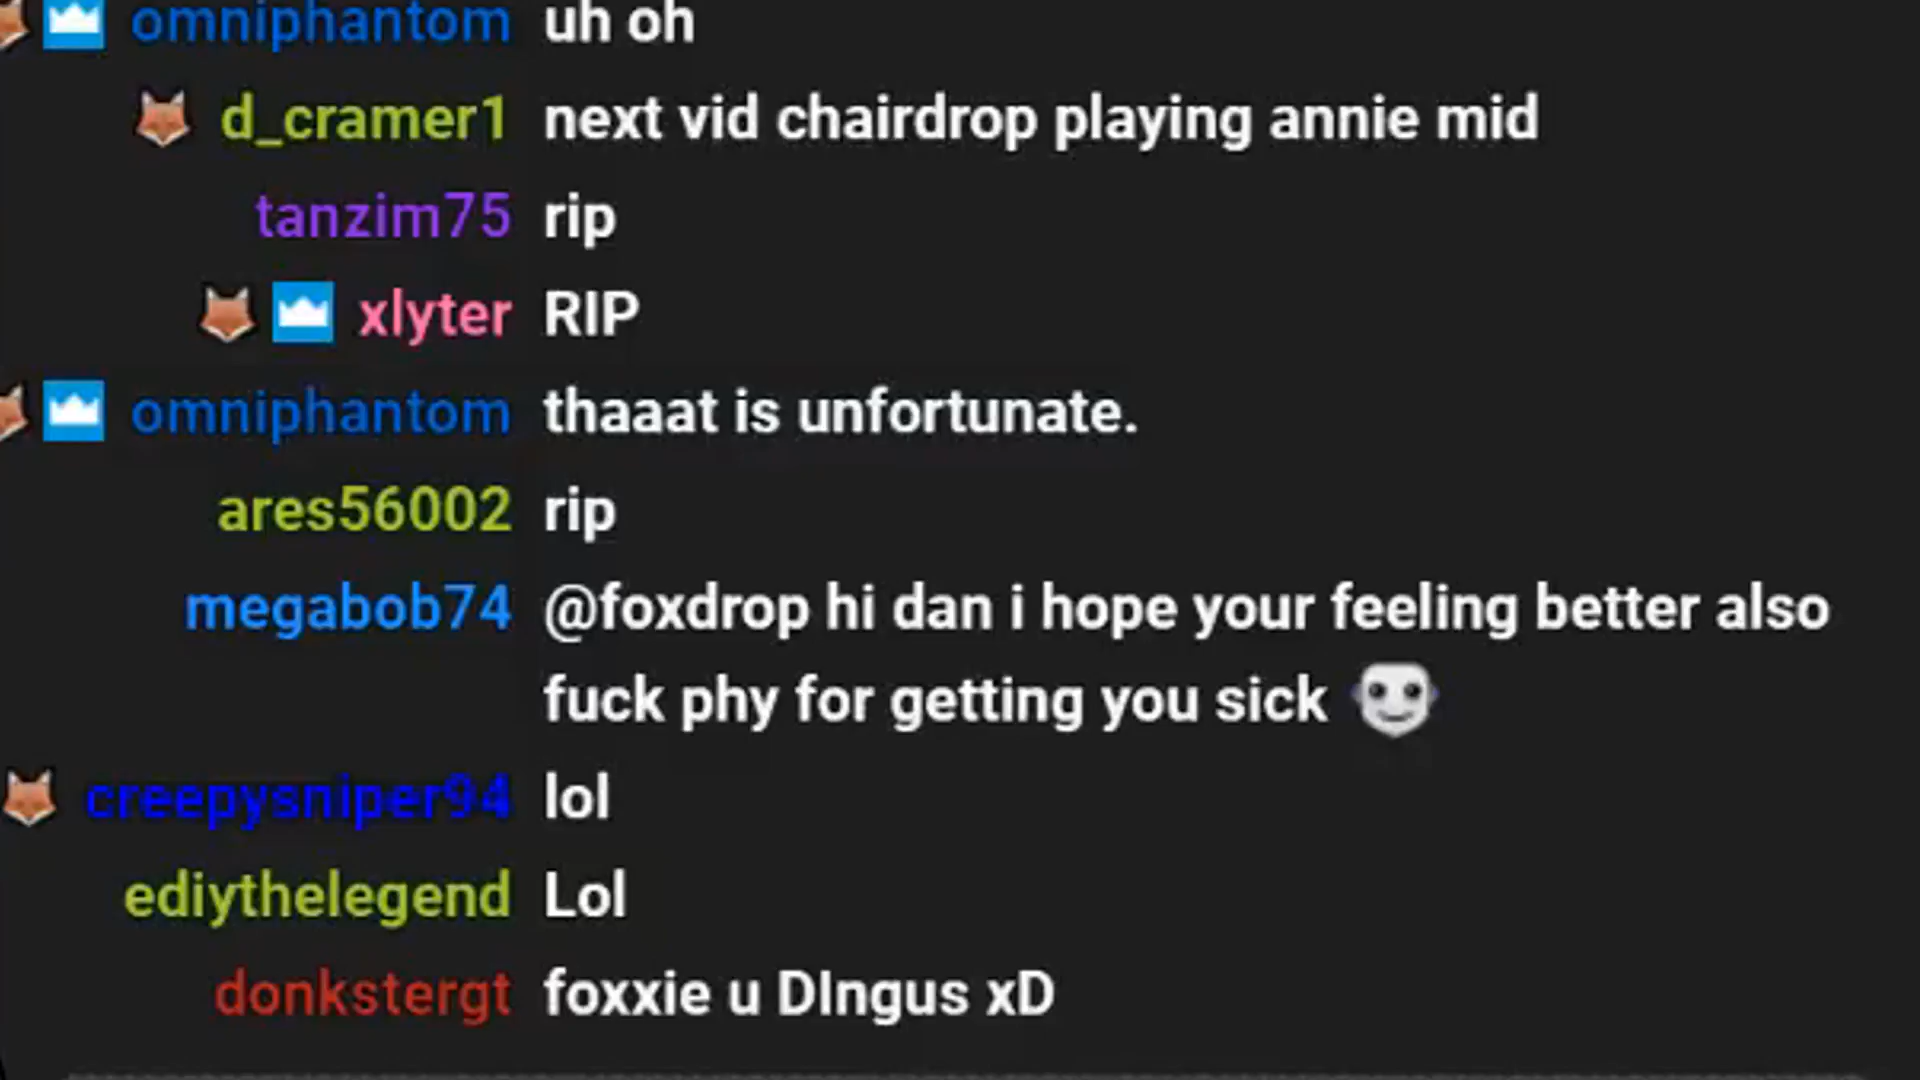 omniphantom uh oh
d_cramer1 next vid chairdrop playing annie mid
tanzim75 rip
xlyter RIP
omniphantom thaaat is unfortunate.
ares56002 rip
megabob74 @foxdrop hi dan i hope your feeling better also
fuck phy for getting you sick
creepysniper94 lol
ediythelegend Lol
donkstergt foxxie u DIngus xD